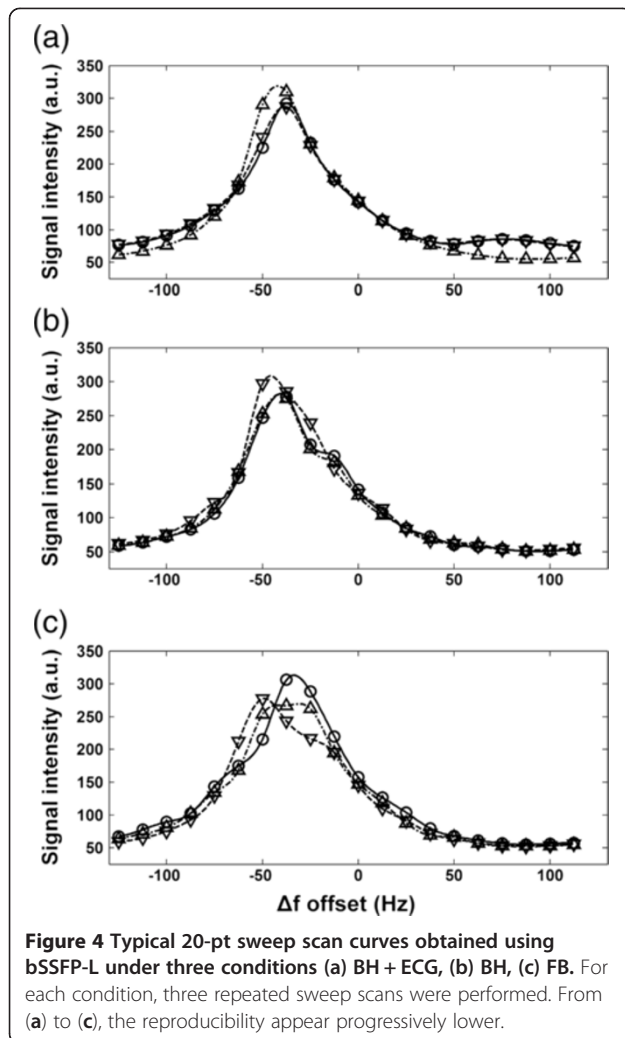 (a)
350
300
250
200
150
100
50
Signal intensity (a.u.)
-100 -50 0 50 100
(b)
350
300
250
200
150
100
50
Signal intensity (a.u.)
-100 -50 0 50 100
(c)
350
300
250
200
150
100
50
Signal intensity (a.u.)
-100 -50 0 50 100
Δf offset (Hz)
Figure 4 Typical 20-pt sweep scan curves obtained using
bSSFP-L under three conditions (a) BH + ECG, (b) BH, (c) FB. For
each condition, three repeated sweep scans were performed. From
(a) to (c), the reproducibility appear progressively lower.